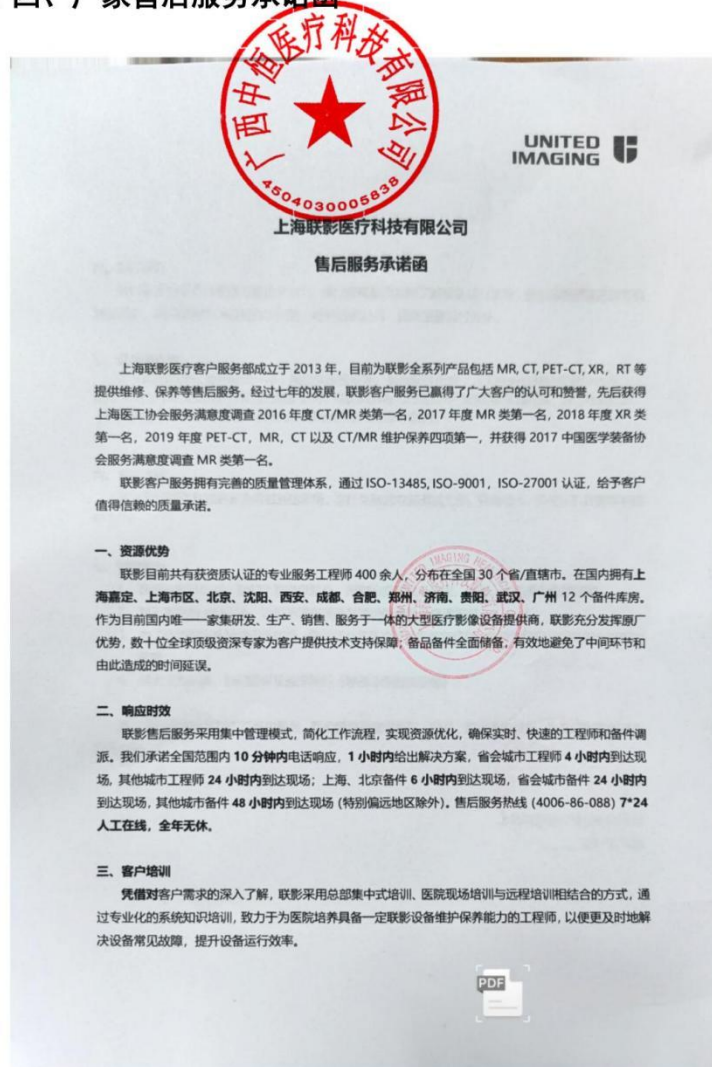 四、厂家售后服务承诺函
广西中恒医疗科技有限公司
4504030005838
UNITED
IMAGING
上海联影医疗科技有限公司
售后服务承诺函
上海联影医疗客户服务部成立于 2013 年，目前为联影全系列产品包括 MR, CT, PET-CT, XR，RT 等
提供维修、保养等售后服务。经过七年的发展，联影客户服务已赢得了广大客户的认可和赞誉，先后获得
上海医工协会服务满意度调查 2016 年度 CT/MR 类第一名，2017 年度 MR 类第一名，2018 年度 XR 类
第一名，2019 年度 PET-CT，MR，CT 以及 CT/MR 维护保养四项第一，并获得 2017 中国医学装备协
会服务满意度调查 MR 类第一名。
联影客户服务拥有完善的质量管理体系，通过 ISO-13485, ISO-9001，ISO-27001 认证，给予客户
值得信赖的质量承诺。
一、资源优势
联影目前共有获资质认证的专业服务工程师 400 余人，分布在全国 30 个省/直辖市。在国内拥有上
海嘉定、上海市区、北京、沈阳、西安、成都、合肥、郑州、济南、贵阳、武汉、广州 12 个备件库房。
作为目前国内唯一一家集研发、生产、销售、服务于一体的大型医疗影像设备提供商，联影充分发挥原厂
优势，数十位全球顶级资深专家为客户提供技术支持保障；备品备件全面储备，有效地避免了中间环节和
由此造成的时间延误。
二、响应时效
联影售后服务采用集中管理模式，简化工作流程，实现资源优化，确保实时、快速的工程师和备件调
派。我们承诺全国范围内 10 分钟内电话响应，1 小时内给出解决方案，省会城市工程师 4 小时内到达现
场，其他城市工程师 24 小时内到达现场；上海、北京备件 6 小时内到达现场，省会城市备件 24 小时内
到达现场，其他城市备件 48 小时内到达现场 (特别偏远地区除外)。售后服务热线 (4006-86-088) 7*24
人工在线，全年无休。
三、客户培训
凭借对客户需求的深入了解，联影采用总部集中式培训、医院现场培训与远程培训相结合的方式，通
过专业化的系统知识培训，致力于为医院培养具备一定联影设备维护保养能力的工程师，以便更及时地解
决设备常见故障，提升设备运行效率。
PDF